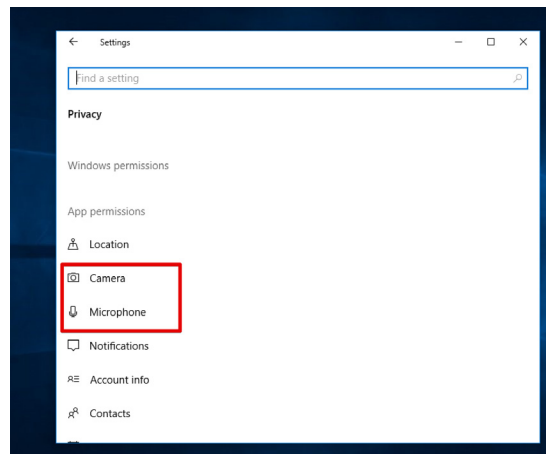 Settings
Find a setting
Privacy
Windows permissions
App permissions
Location
Camera
Microphone
Notifications
Account info
Contacts